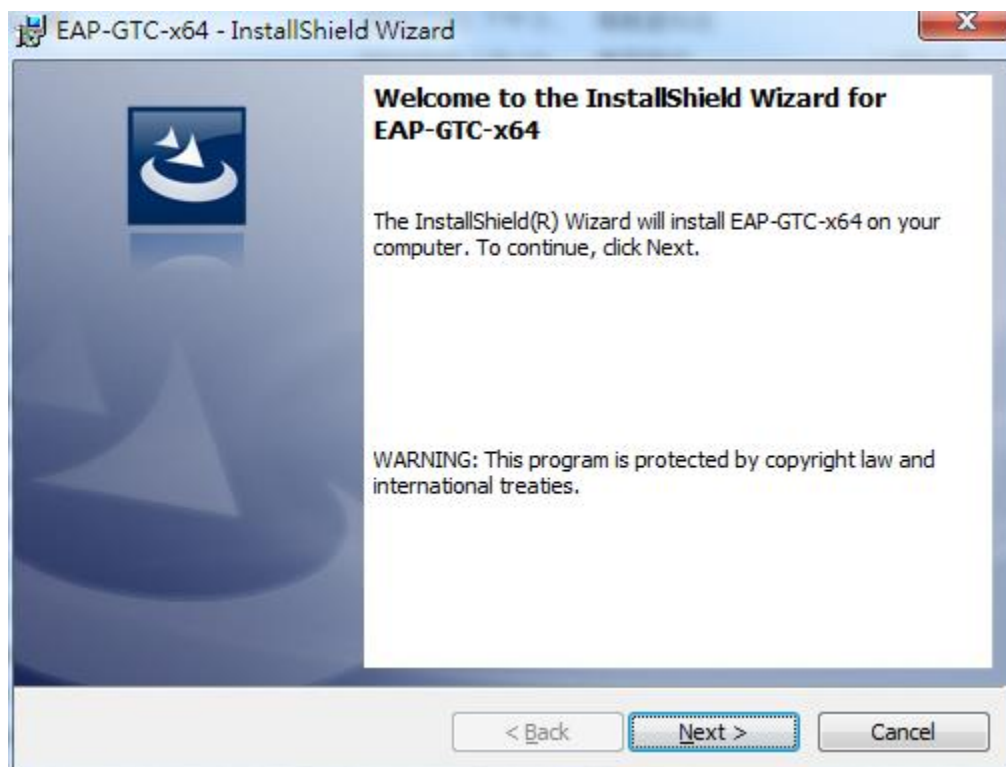 EAP-GTC-x64 - InstallShield Wizard
Welcome to the InstallShield Wizard for
EAP-GTC-x64
The InstallShield(R) Wizard will install EAP-GTC-x64 on your
computer. To continue, click Next.
WARNING: This program is protected by copyright law and
international treaties.
< Back
Next >
Cancel